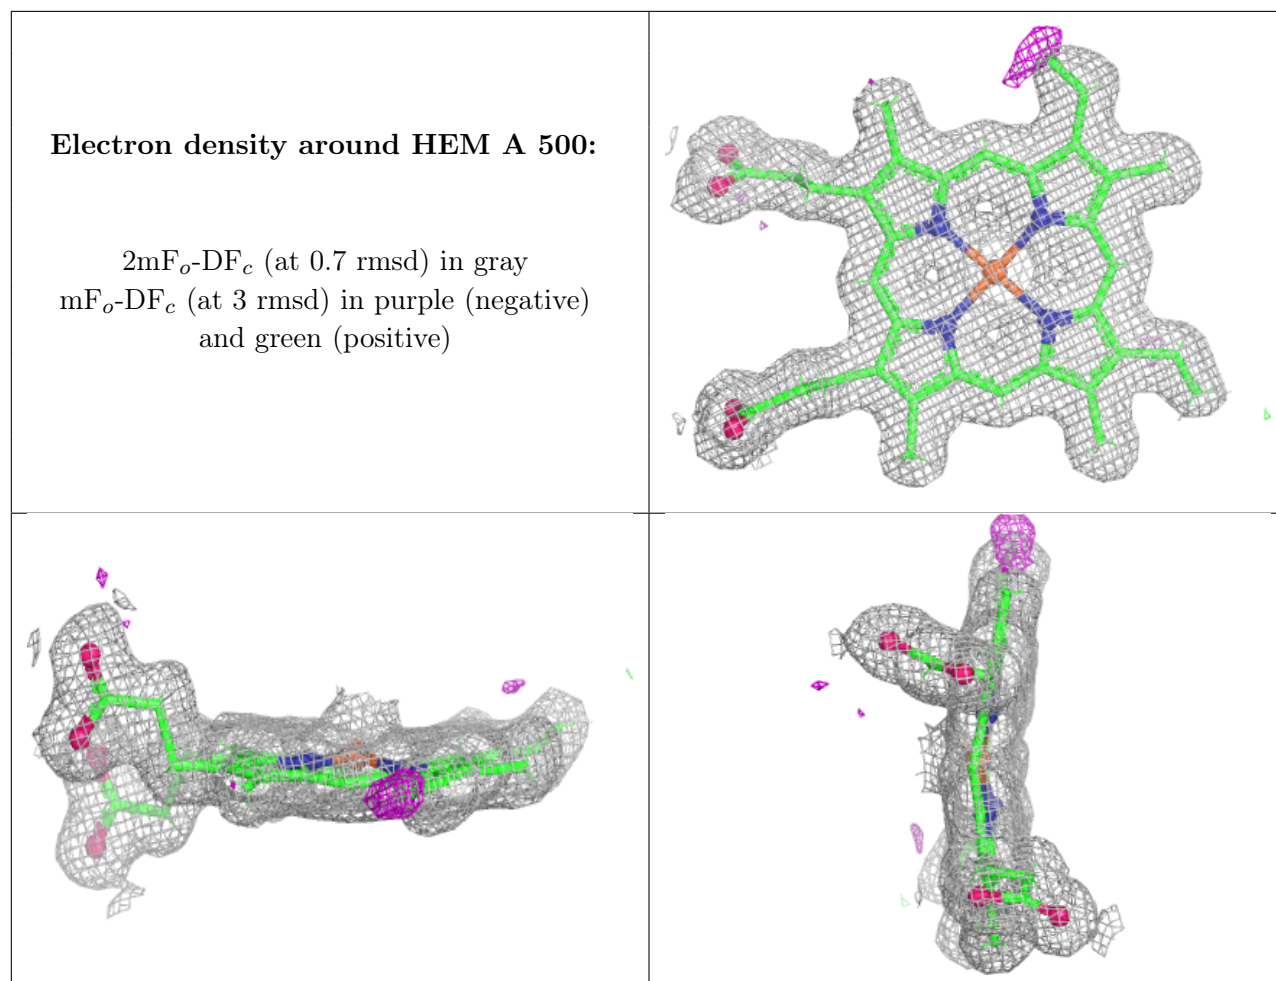 Electron density around HEM A 500:
2mFₒ-DF𝒸 (at 0.7 rmsd) in gray
mFₒ-DF𝒸 (at 3 rmsd) in purple (negative)
and green (positive)